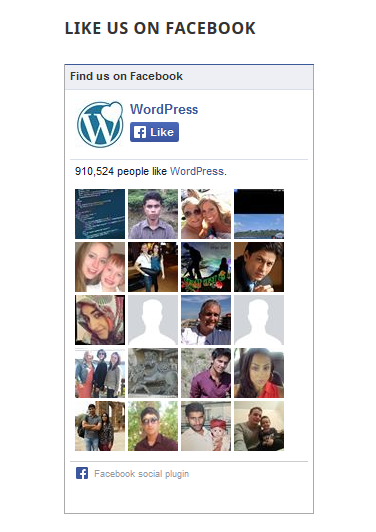 LIKE US ON FACEBOOK
Find us on Facebook
WordPress
Like
910,524 people like WordPress.
Facebook social plugin